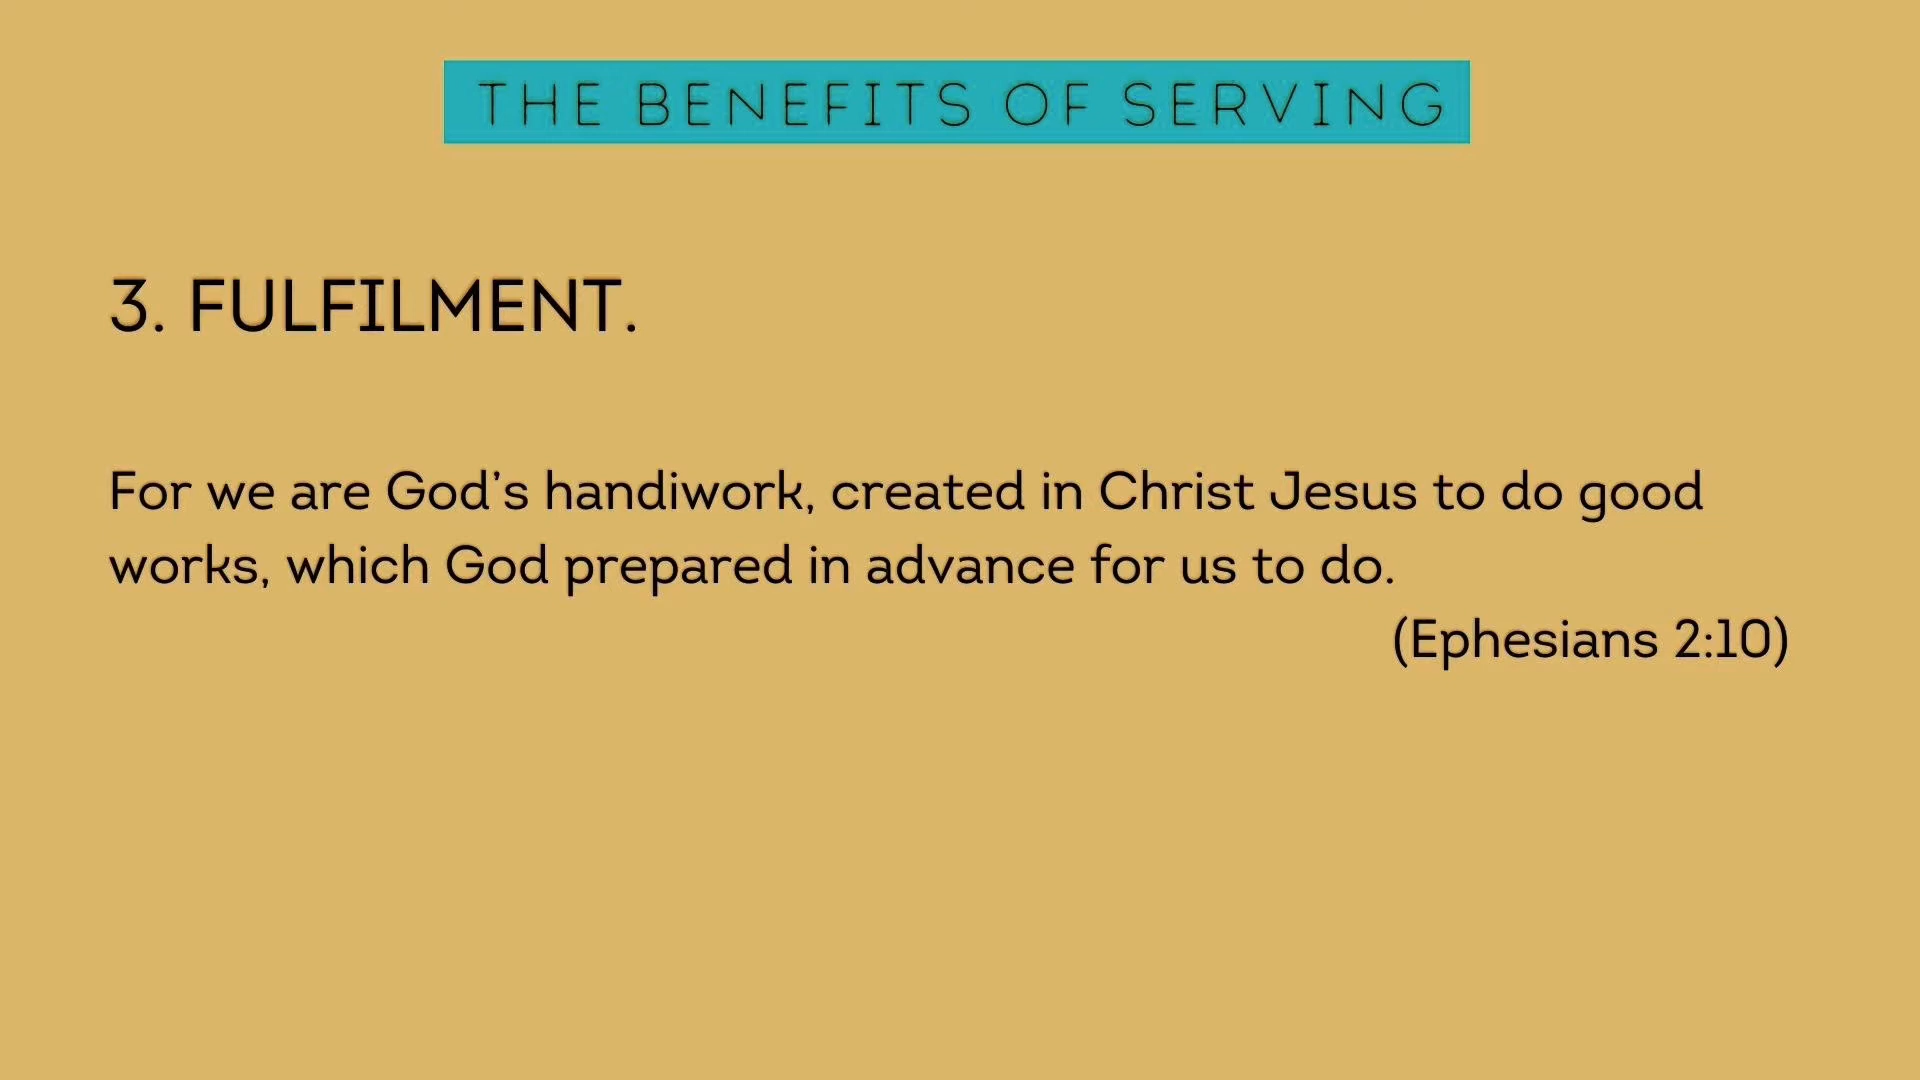 THE BENEFITS OF SERVING
3. FULFILMENT.
For we are God’s handiwork, created in Christ Jesus to do good
works, which God prepared in advance for us to do.
(Ephesians 2:10)